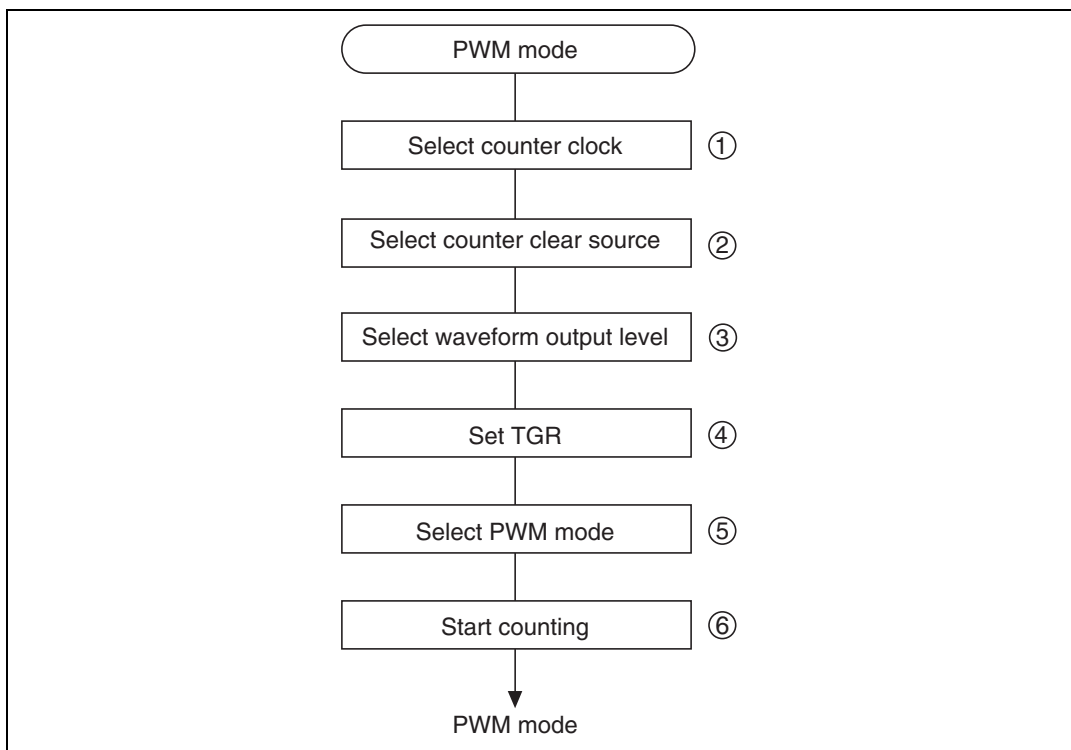 PWM mode
Select counter clock ①
Select counter clear source ②
Select waveform output level ③
Set TGR ④
Select PWM mode ⑤
Start counting ⑥
PWM mode